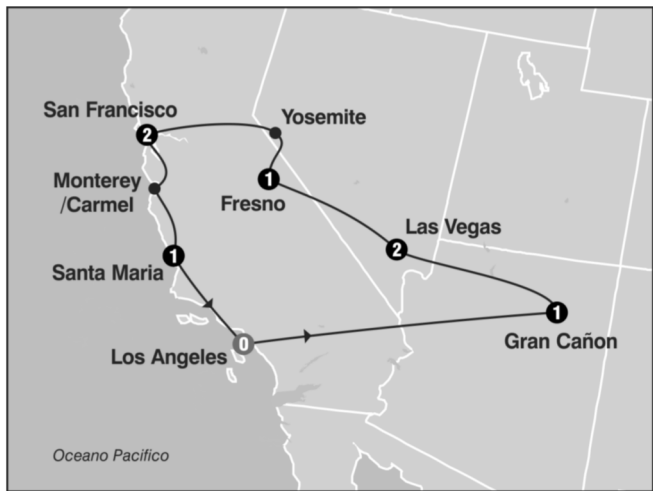 San Francisco
2
Yosemite
Monterey
/Carmel
1
Fresno
Las Vegas
2
1
Santa Maria
1
Gran Cañon
0
Los Angeles
Oceano Pacifico